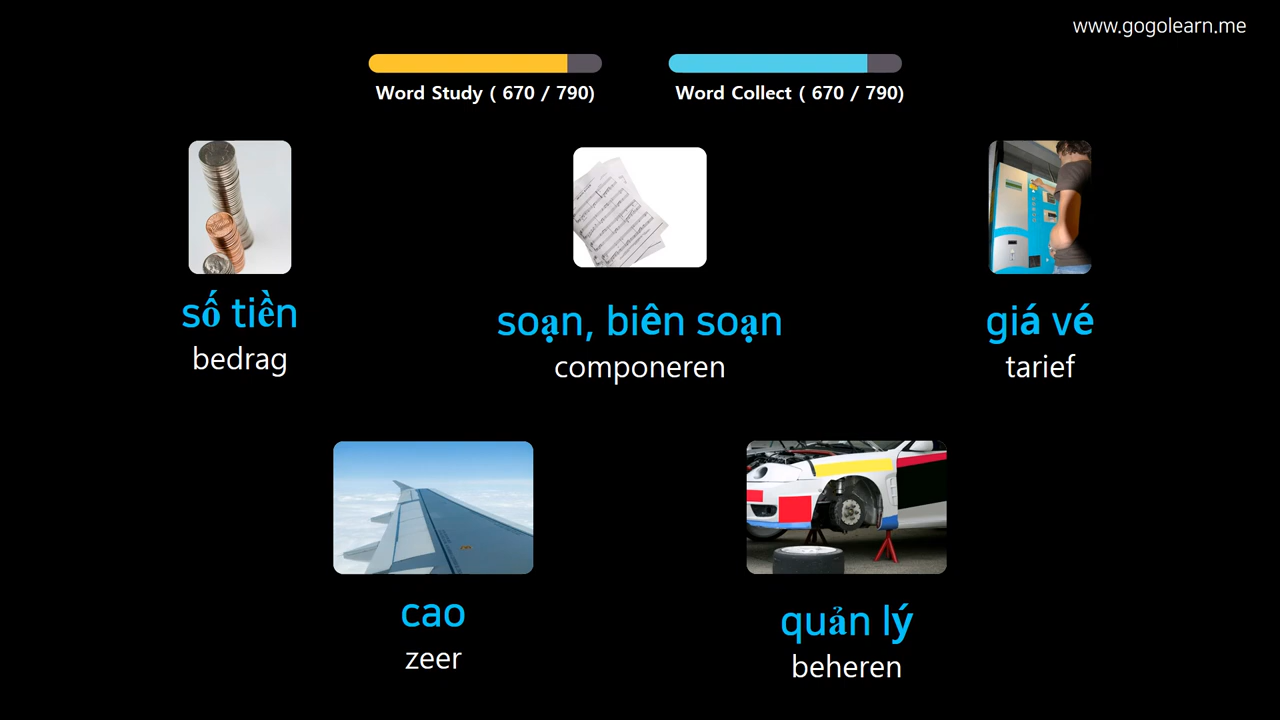 www.gogolearn.me
Word Study ( 670 / 790)
Word Collect ( 670 / 790)
số tiền
bedrag
soạn, biên soạn
componeren
giá vé
tarief
cao
zeer
quản lý
beheren